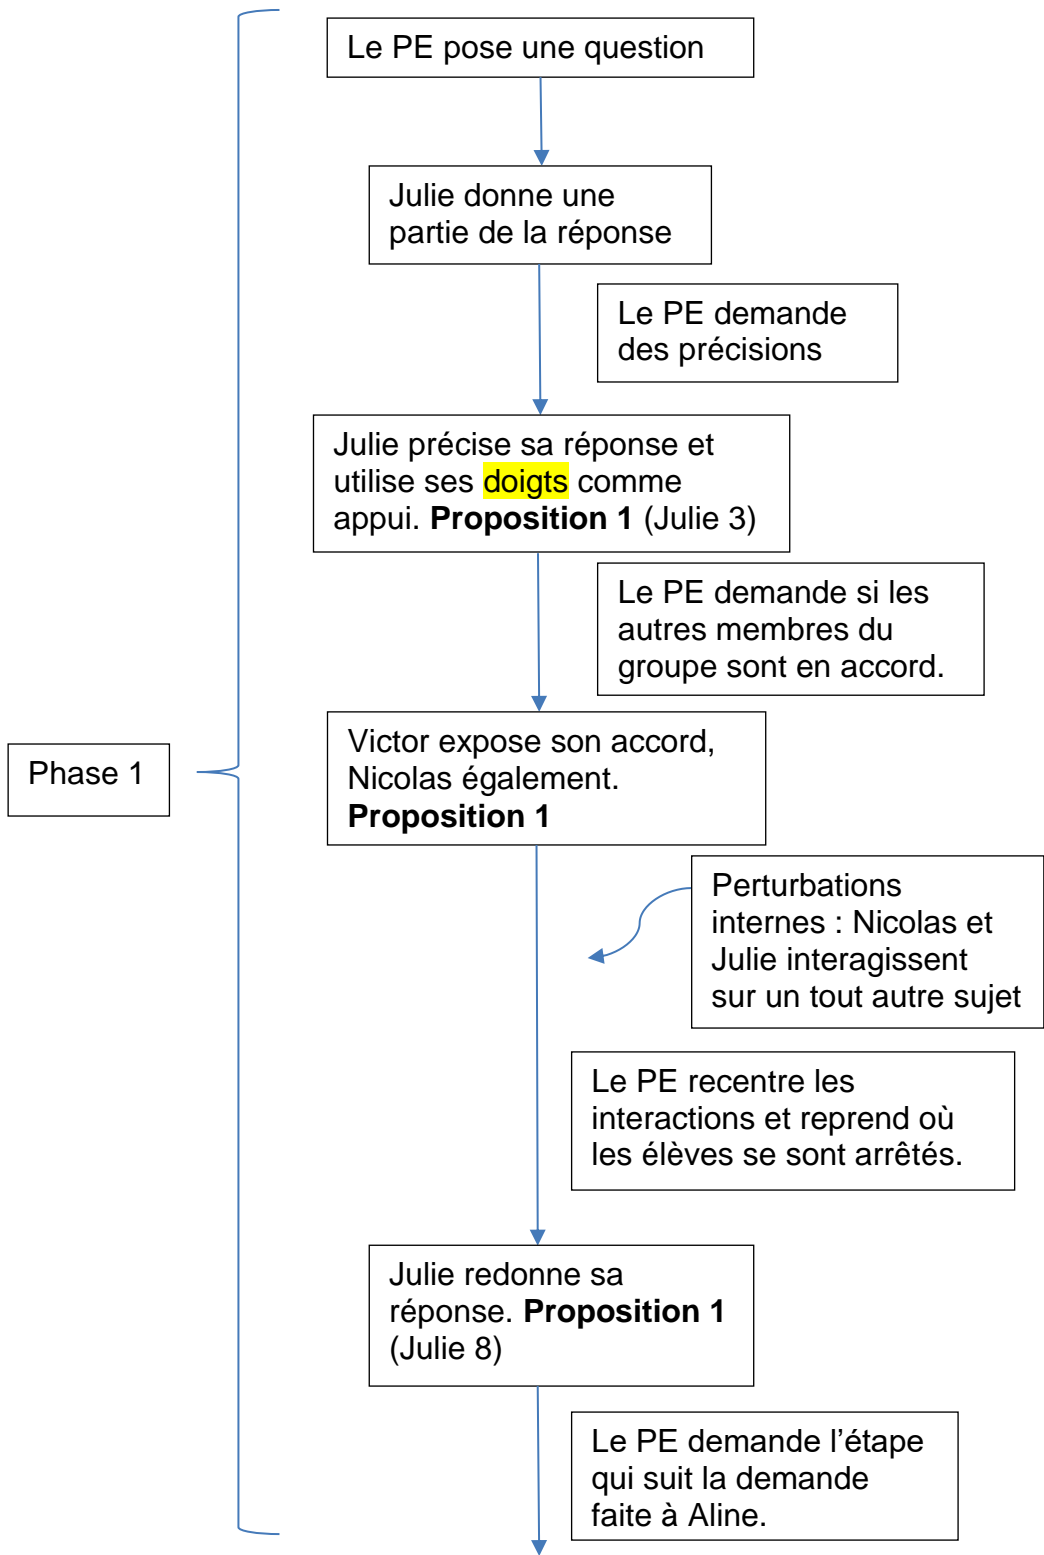 Le PE pose une question
Julie donne une
partie de la réponse
Le PE demande
des précisions
Julie précise sa réponse et
utilise ses doigts comme
appui. Proposition 1 (Julie 3)
Le PE demande si les
autres membres du
groupe sont en accord.
Victor expose son accord,
Nicolas également.
Proposition 1
Phase 1
Perturbations
internes : Nicolas et
Julie interagissent
sur un tout autre sujet
Le PE recentre les
interactions et reprend où
les élèves se sont arrêtés.
Julie redonne sa
réponse. Proposition 1
(Julie 8)
Le PE demande l’étape
qui suit la demande
faite à Aline.